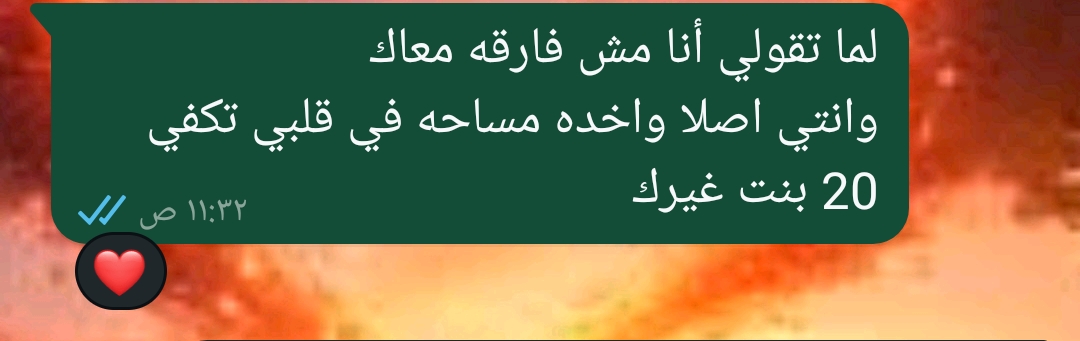 لما تقولي أنا مش فارقه معاك
وانتي اصلا واخده مساحه في قلبي تكفي
20 بنت غيرك
١١:٣٢ ص